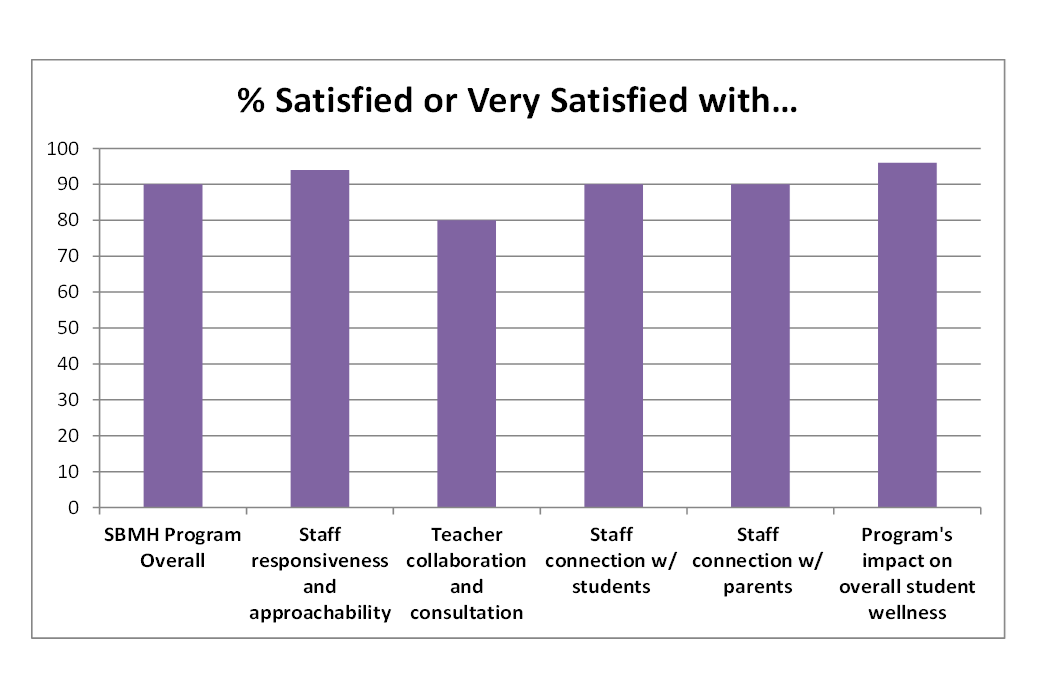 % Satisfied or Very Satisfied with...
100
90
80
70
60
50
40
30
20
10
0
SBMH Program
Overall
Staff
responsiveness
and
approachability
Teacher
collaboration
and
consultation
Staff
connection w/
students
Staff
connection w/
parents
Program's
impact on
overall student
wellness